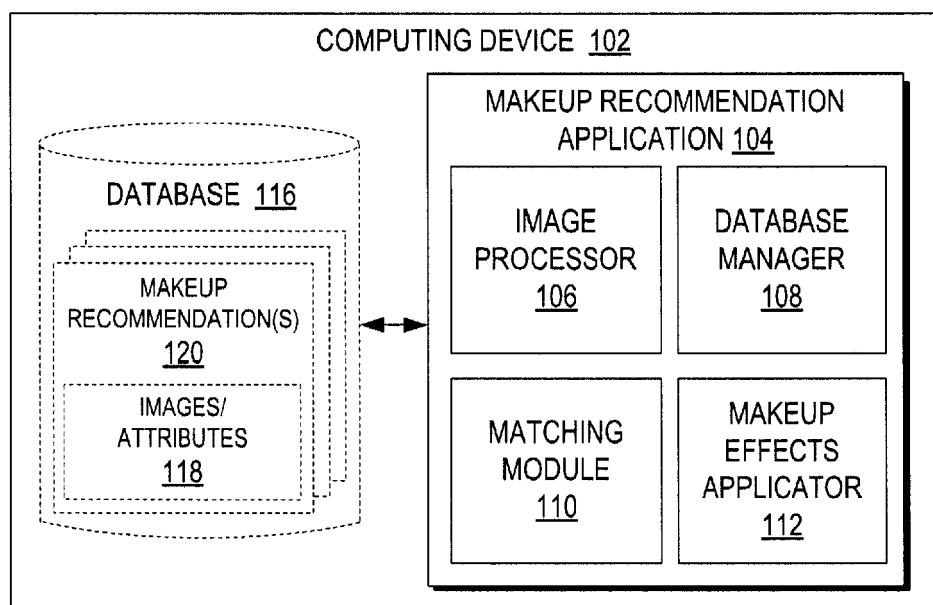 COMPUTING DEVICE 102
DATABASE 116
MAKEUP
RECOMMENDATION(S)
120
IMAGES/
ATTRIBUTES
118
MAKEUP RECOMMENDATION
APPLICATION 104
IMAGE
PROCESSOR
106
DATABASE
MANAGER
108
MATCHING
MODULE
110
MAKEUP
EFFECTS
APPLICATOR
112